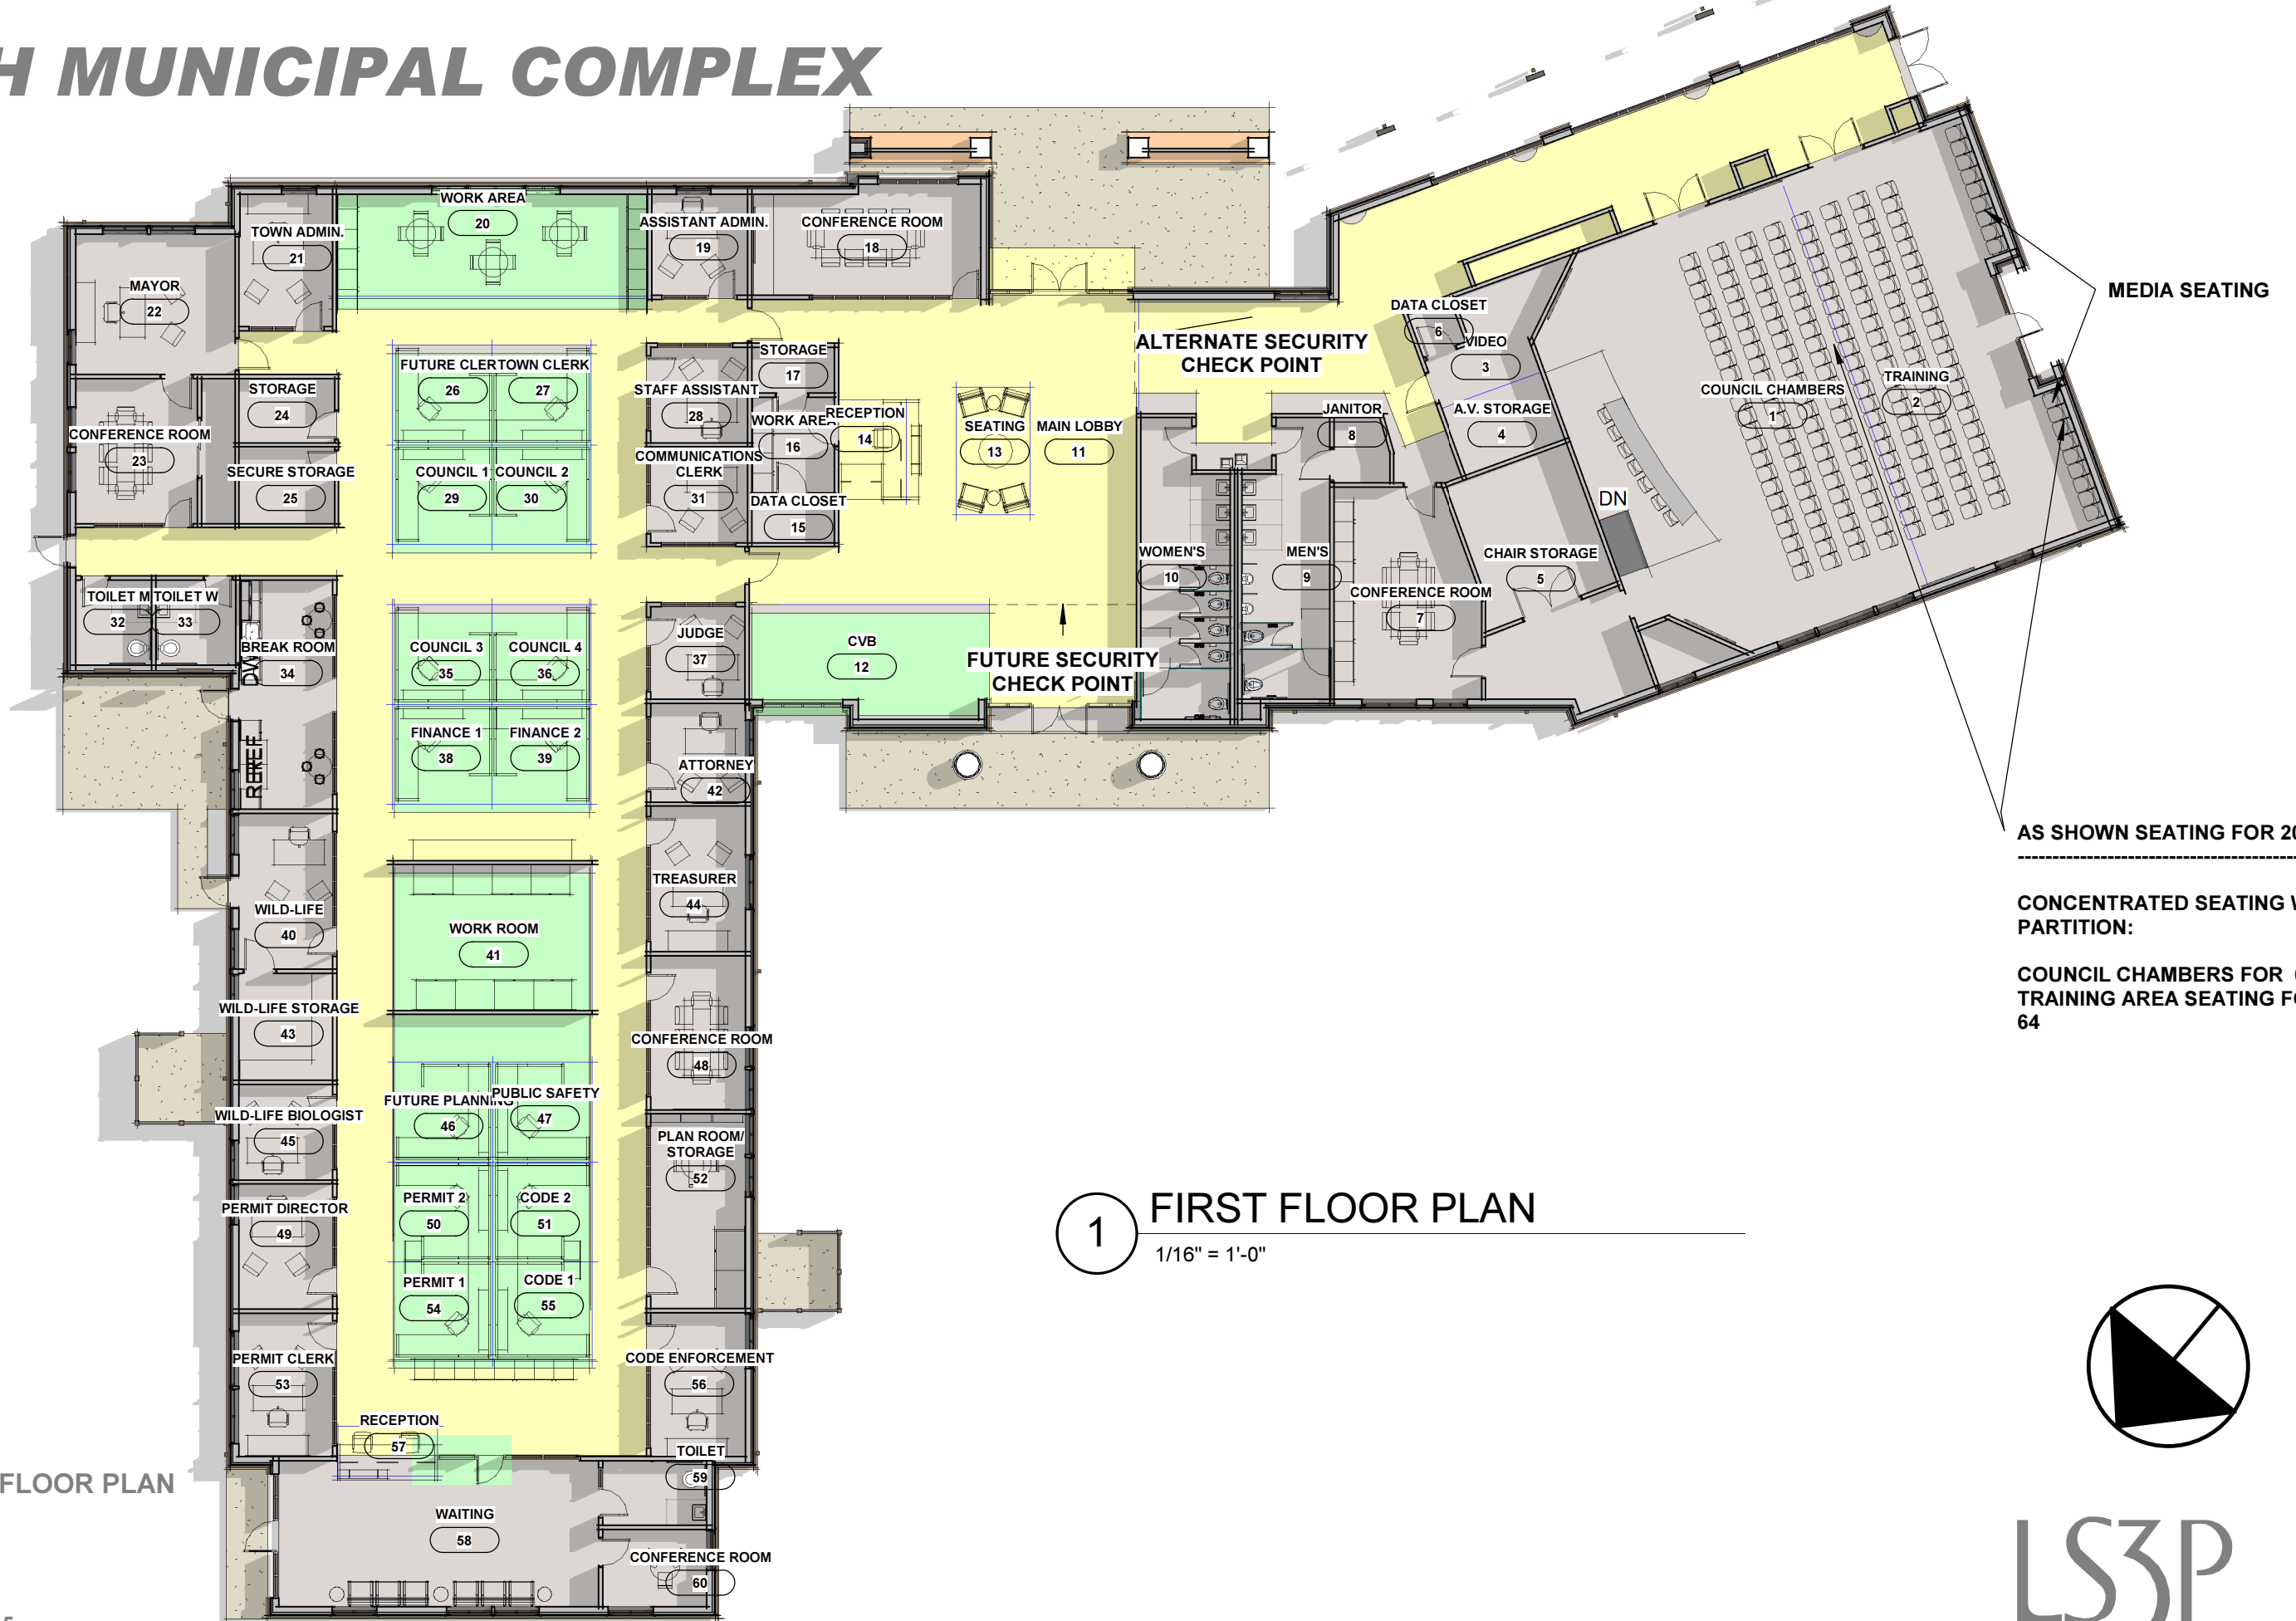 H MUNICIPAL COMPLEX
WORK AREA
20
TOWN ADMIN.
21
ASSISTANT ADMIN.
19
CONFERENCE ROOM
18
MAYOR
22
MEDIA SEATING
DATA CLOSET
6
VIDEO
3
ALTERNATE SECURITY
CHECK POINT
STORAGE
17
FUTURE CLER
26
TOWN CLERK
27
STORAGE
24
STAFF ASSISTANT
28
WORK AREA
16
RECEPTION
14
SEATING
13
MAIN LOBBY
11
JANITOR
8
A.V. STORAGE
4
COUNCIL CHAMBERS
1
TRAINING
2
CONFERENCE ROOM
23
SECURE STORAGE
25
COUNCIL 1
29
COUNCIL 2
30
COMMUNICATIONS
CLERK
31
DATA CLOSET
15
DN
WOMEN'S
10
MEN'S
9
CHAIR STORAGE
5
CONFERENCE ROOM
7
TOILET M
32
TOILET W
33
BREAK ROOM
34
DW
REF
COUNCIL 3
35
COUNCIL 4
36
JUDGE
37
CVB
12
FUTURE SECURITY
CHECK POINT
FINANCE 1
38
FINANCE 2
39
ATTORNEY
42
AS SHOWN SEATING FOR 20
CONCENTRATED SEATING W
PARTITION:
COUNCIL CHAMBERS FOR
TRAINING AREA SEATING FO
64
WILD-LIFE
40
TREASURER
44
WORK ROOM
41
WILD-LIFE STORAGE
43
CONFERENCE ROOM
48
WILD-LIFE BIOLOGIST
45
FUTURE PLANNING
46
PUBLIC SAFETY
47
PLAN ROOM/
STORAGE
52
PERMIT DIRECTOR
49
PERMIT 2
50
CODE 2
51
1
FIRST FLOOR PLAN
1/16" = 1'-0"
PERMIT 1
54
CODE 1
55
PERMIT CLERK
53
CODE ENFORCEMENT
56
RECEPTION
57
TOILET
59
FLOOR PLAN
WAITING
58
CONFERENCE ROOM
60
LS3P